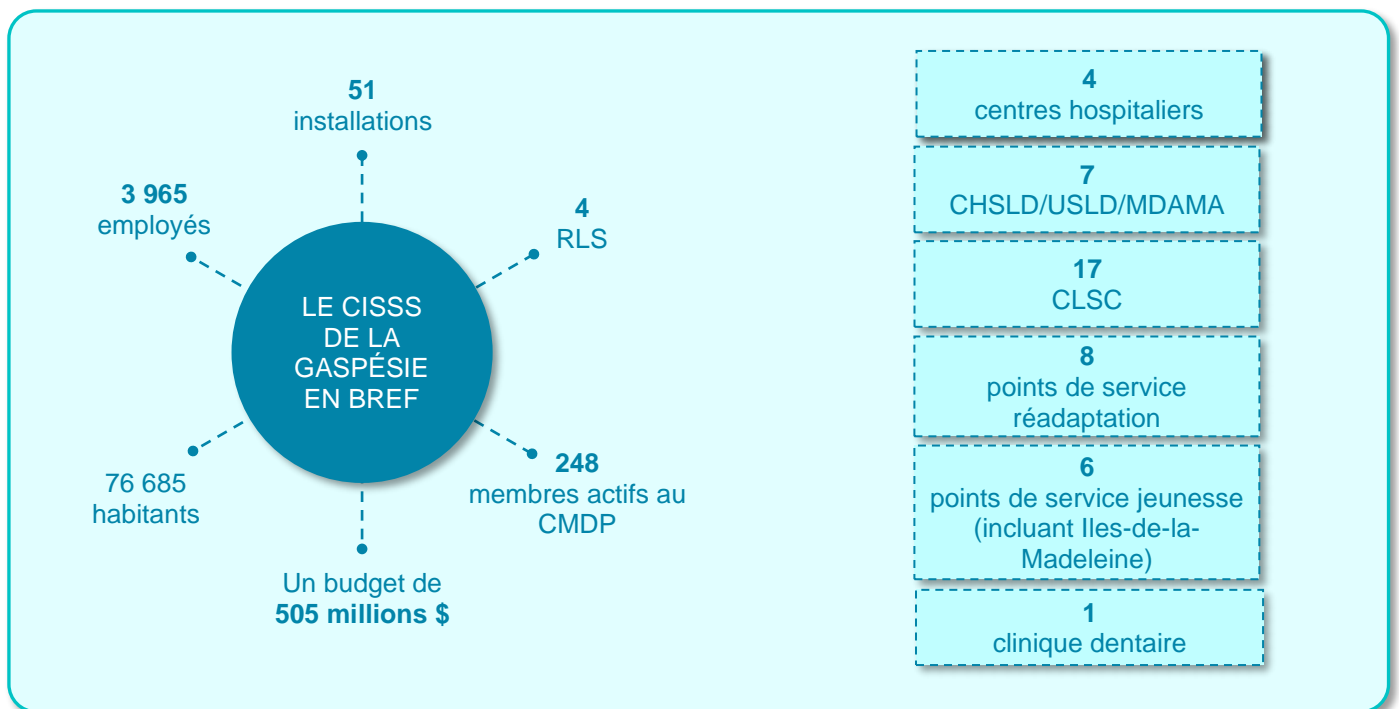 51
installations
3 965
employés
4
RLS
LE CISSS
DE LA
GASPÉSIE
EN BREF
76 685
habitants
248
membres actifs au
CMDP
Un budget de
505 millions $
4
centres hospitaliers
7
CHSLD/USLD/MDAMA
17
CLSC
8
points de service
réadaptation
6
points de service jeunesse
(incluant Iles-de-la-
Madeleine)
1
clinique dentaire